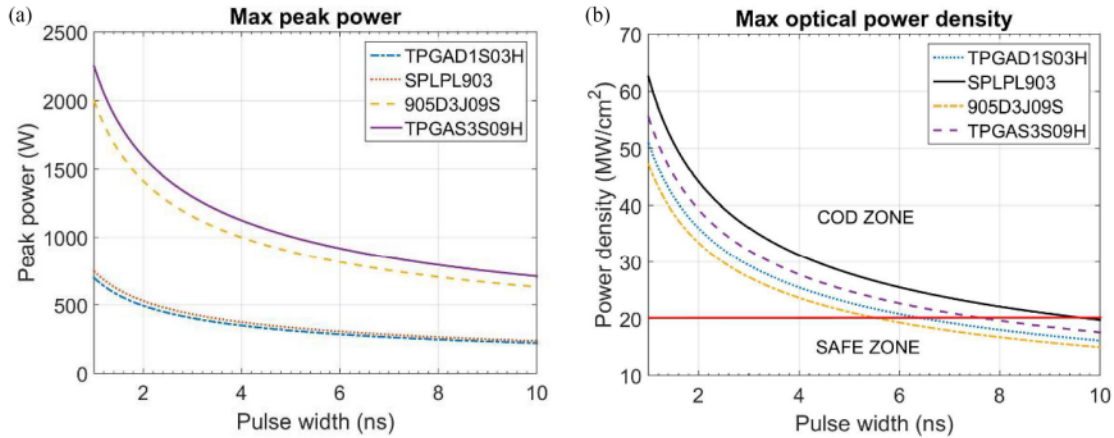 (a)
Max peak power
2500
2000
1500
1000
500
0
Peak power (W)
TPGAD1S03H
SPLPL903
905D3J09S
TPGAS3S09H
2 4 6 8 10
Pulse width (ns)
(b)
Max optical power density
70
60
50
40
30
20
10
Power density (MW/cm²)
TPGAD1S03H
SPLPL903
905D3J09S
TPGAS3S09H
COD ZONE
SAFE ZONE
2 4 6 8 10
Pulse width (ns)